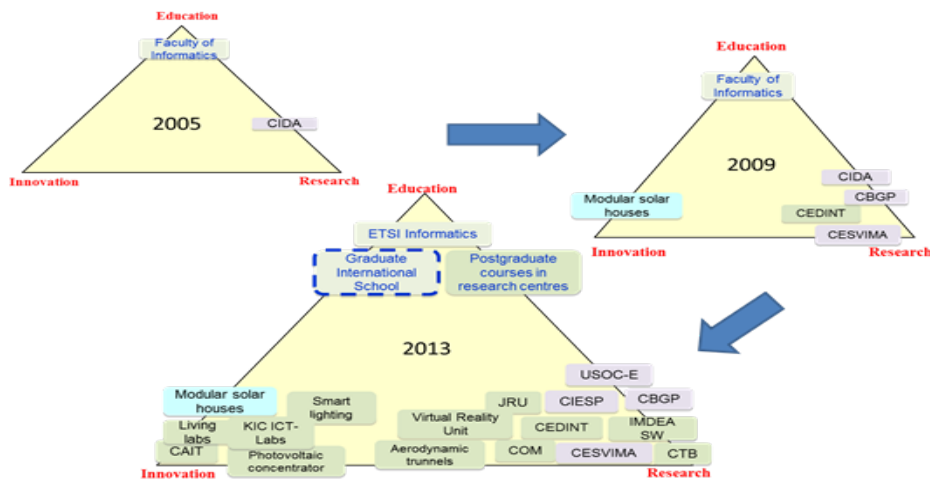 Education
Faculty of
Informatics
2005
CIDA
Innovation
Research
Education
Faculty of
Informatics
2009
CIDA
CBGP
Modular solar
houses
CEDINT
CESVIMA
Innovation
Research
Education
ETSI Informatics
Graduate
International
School
Postgraduate
courses in
research centres
2013
USOC-E
Modular solar
houses
Smart
lighting
JRU
CIESP
CBGP
Living
labs
KIC ICT-
Labs
Virtual Reality
Unit
CEDINT
IMDEA
SW
CAIT
Photovoltaic
concentrator
Aerodynamic
trunnels
COM
CESVIMA
CTB
Innovation
Research